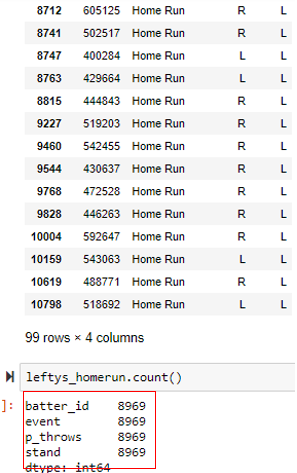 8712 605125 Home Run R L
8741 502517 Home Run R L
8747 400284 Home Run L L
8763 429664 Home Run L L
8815 444843 Home Run R L
9227 519203 Home Run R L
9460 542455 Home Run R L
9544 430637 Home Run R L
9768 472528 Home Run R L
9828 446263 Home Run R L
10004 592647 Home Run R L
10159 543063 Home Run L L
10619 488771 Home Run R L
10798 518692 Home Run L L
99 rows × 4 columns
leftys_homerun.count()
]: batter_id 8969
event 8969
p_throws 8969
stand 8969
dtype: int64